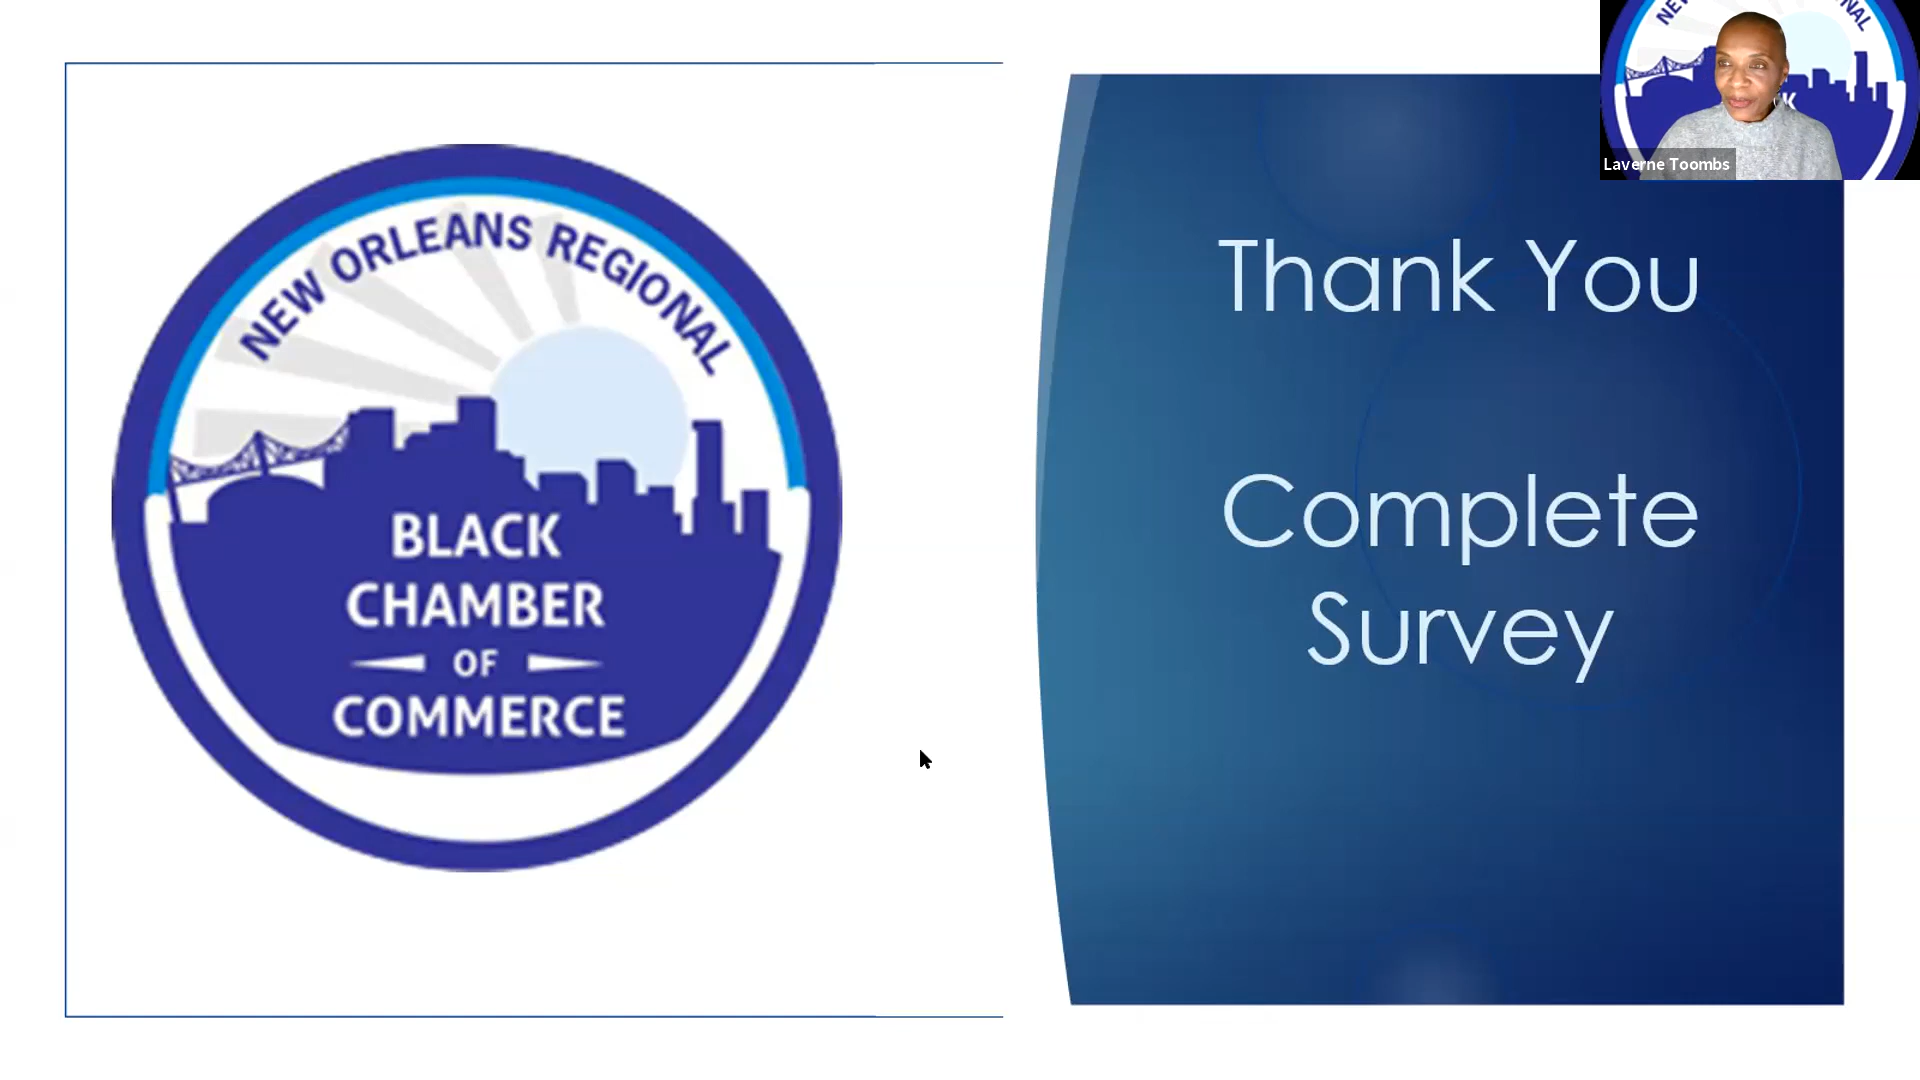 NEW ORLEANS REGIONAL
BLACK
CHAMBER
OF
COMMERCE
Thank You
Complete
Survey
Laverne Toombs